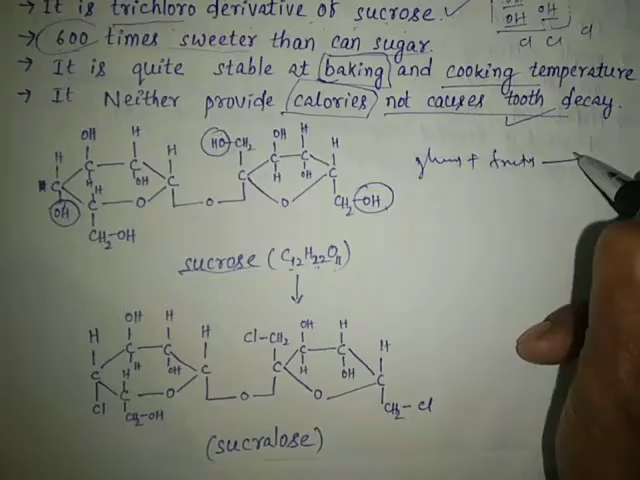 → It is trichloro derivative of sucrose. ✓
OH OH
Cl Cl Cl
→ 600 times sweeter than can sugar.
→ It is quite stable at baking and cooking temperature
→ It Neither provide calories not causes tooth decay.
OH H HO-CH2 OH H
H C C H C C H
OH H OH
H C H H C C H C
OH C O O O CH2-OH
CH2-OH
sucrose (C12H22O11)
↓
OH H Cl-CH2 OH H
H C C H C C H
H OH H OH
C H C C C
Cl C O O O CH2-Cl
CH2-OH
(sucralose)